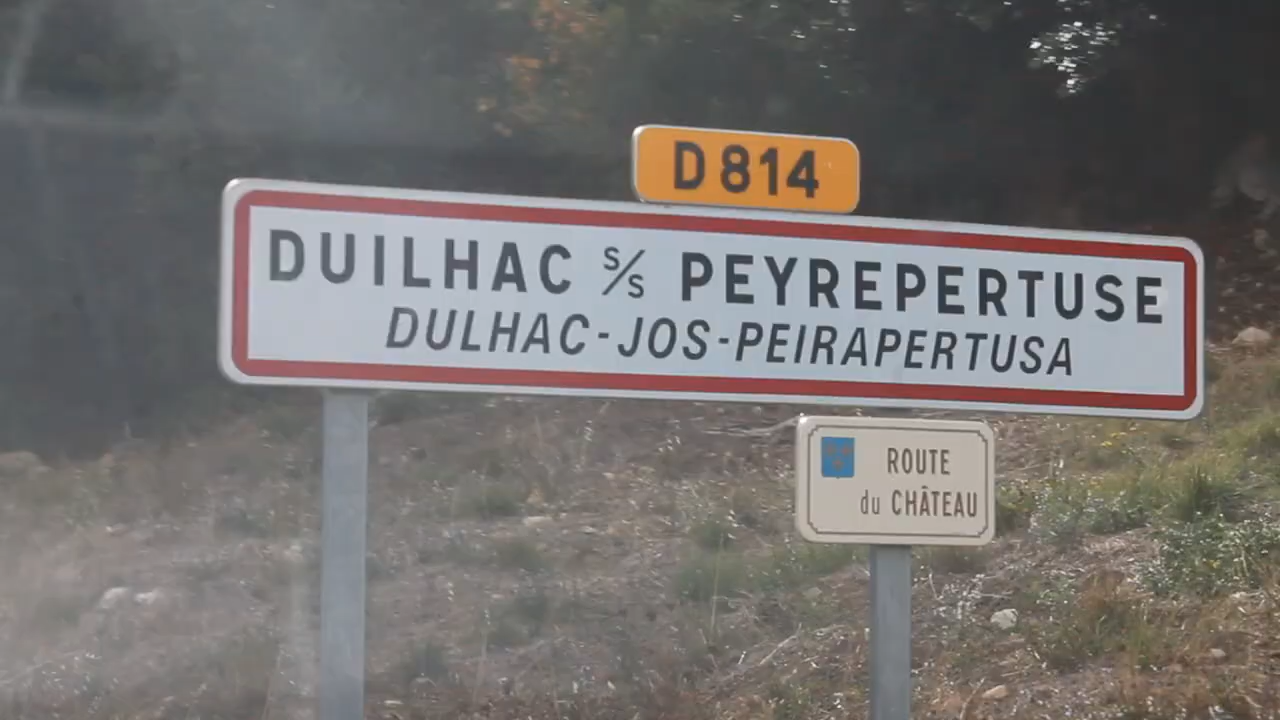 D814
DUILHAC s/s PEYREPERTUSE
DULHAC-JOS-PEIRAPERTUSA
ROUTE
du CHÂTEAU